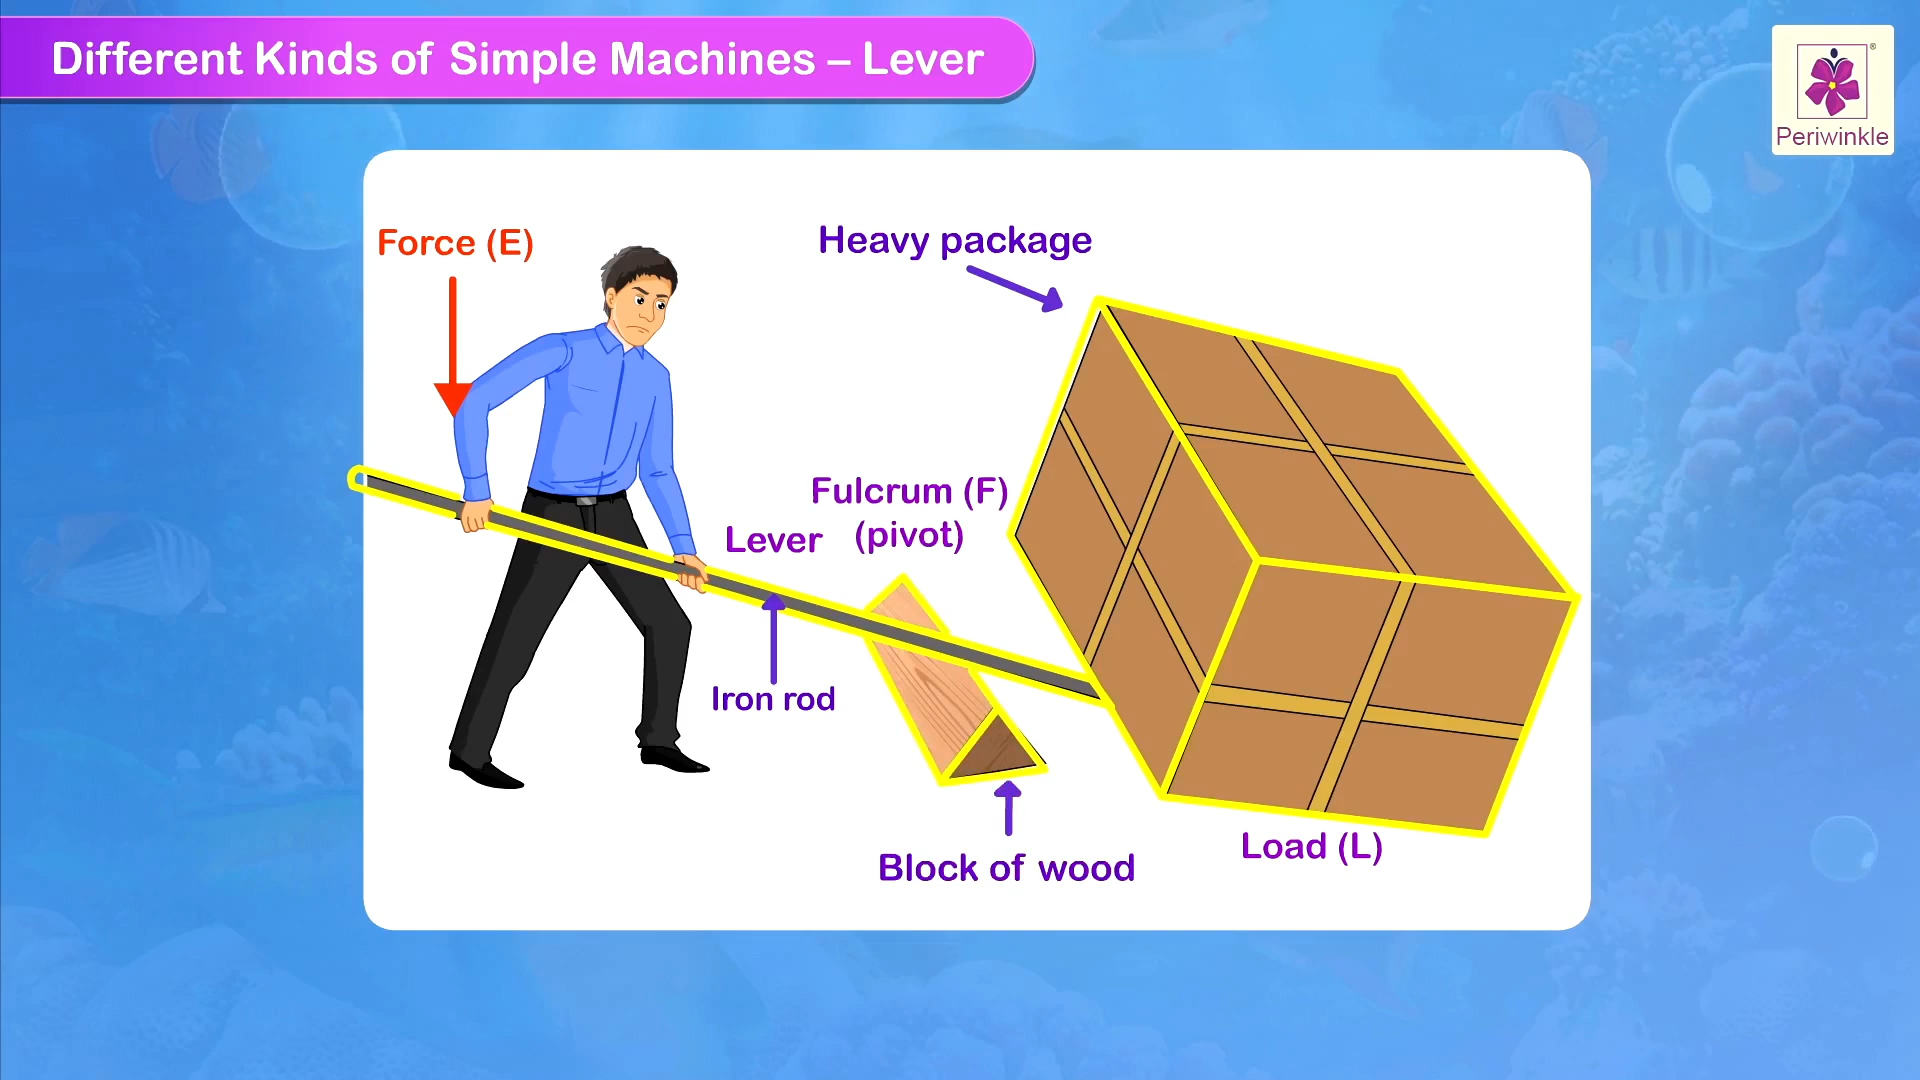 Different Kinds of Simple Machines – Lever
Periwinkle
®
Force (E)
Heavy package
Fulcrum (F)
(pivot)
Lever
Iron rod
Block of wood
Load (L)